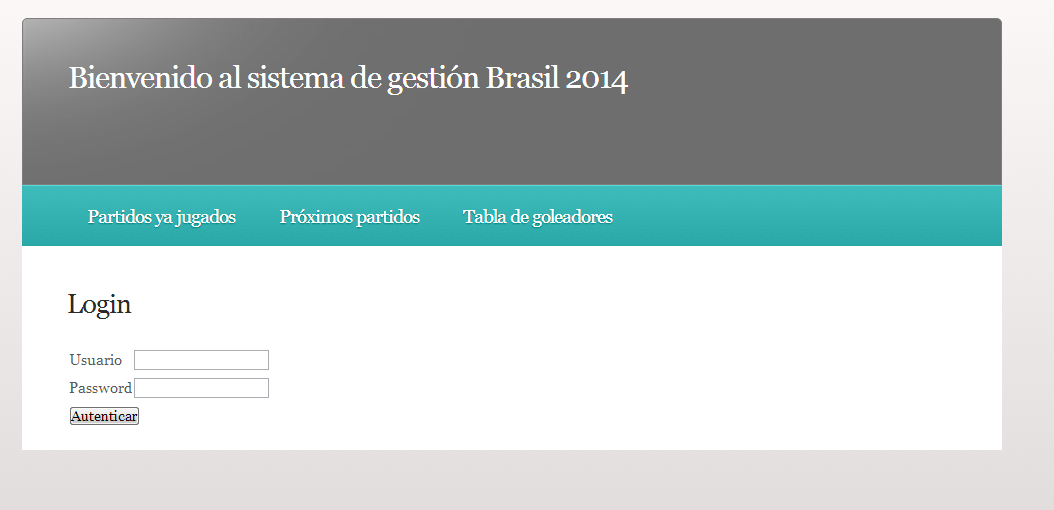 Bienvenido al sistema de gestión Brasil 2014
Partidos ya jugados Próximos partidos Tabla de goleadores
Login
Usuario
Password
Autenticar